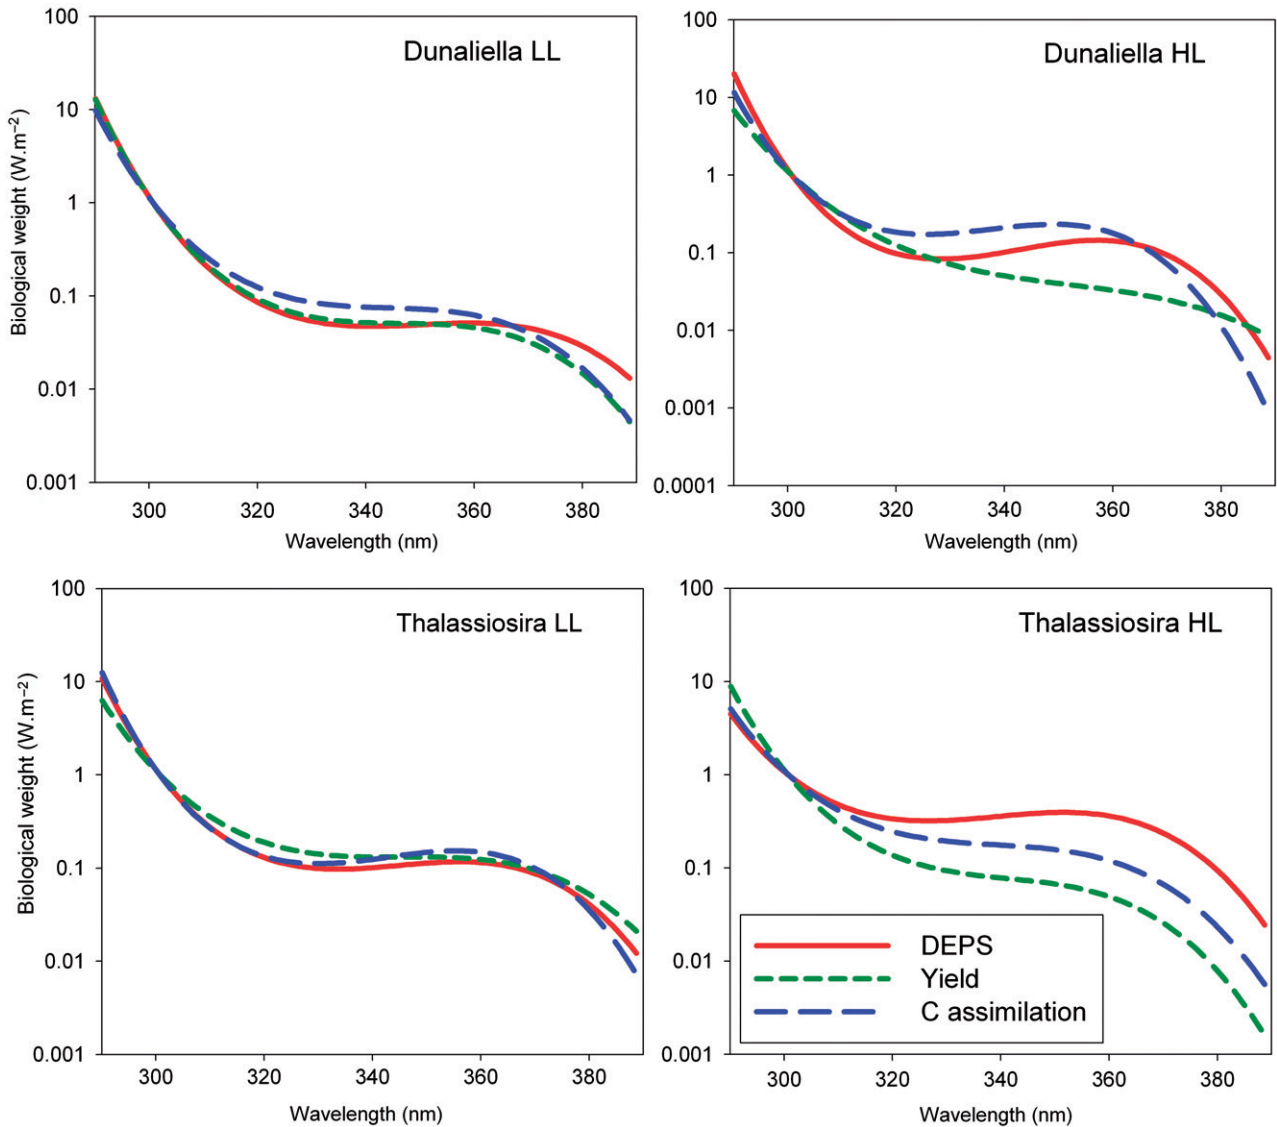 Dunaliella LL
Biological weight (W.m−2)
100
10
1
0.1
0.01
0.001
300 320 340 360 380
Wavelength (nm)
Dunaliella HL
100
10
1
0.1
0.01
0.001
0.0001
300 320 340 360 380
Wavelength (nm)
Thalassiosira LL
Biological weight (W.m−2)
100
10
1
0.1
0.01
0.001
300 320 340 360 380
Wavelength (nm)
Thalassiosira HL
100
10
1
0.1
0.01
0.001
DEPS
Yield
C assimilation
300 320 340 360 380
Wavelength (nm)